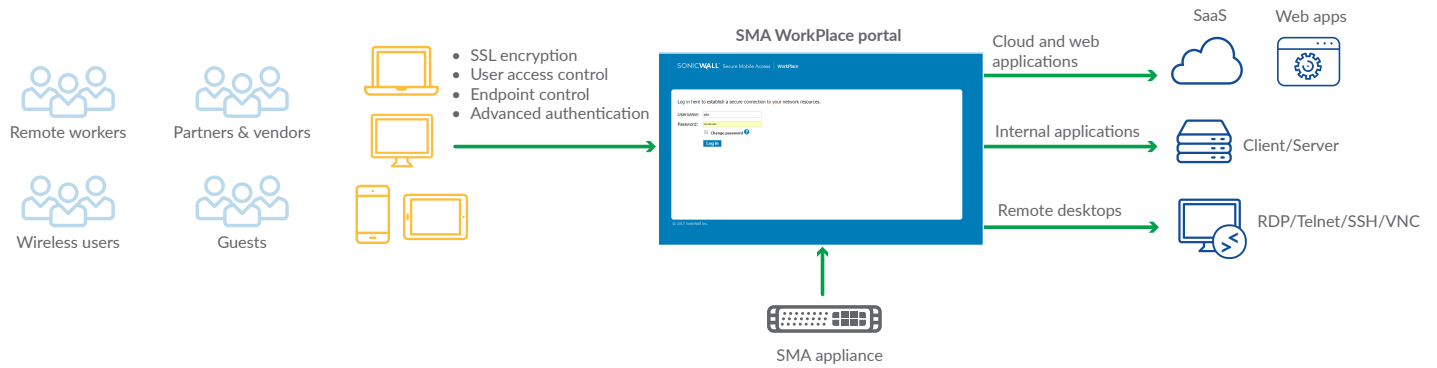 Remote workers
Partners & vendors
Wireless users
Guests
• SSL encryption
• User access control
• Endpoint control
• Advanced authentication
SMA WorkPlace portal
SONICWALL Secure Mobile Access | WorkPlace
Log in here to establish a secure connection to your network resources.
Username:
Password:
Change password ?
Log in
© 2017 SonicWall Inc.
SMA appliance
Cloud and web
applications
SaaS
Web apps
Internal applications
Client/Server
Remote desktops
RDP/Telnet/SSH/VNC